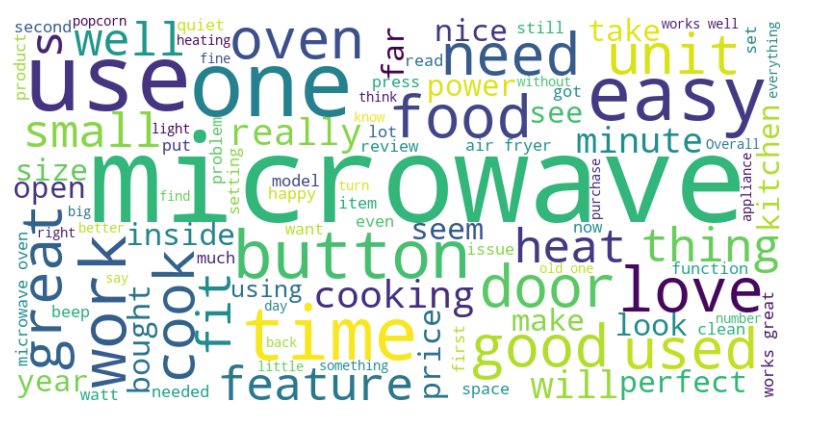 second
popcorn
quiet
works well
product
s
well
heating
fine
oven
far
read
nice
need
take
unit
set
everything
use
one
press
think
power
without
got
easy
small
light
put
problem
really
know
food
see
minute
Overall
kitchen
lot
review
air fryer
size
open
microwave
setting
model
happy
turn
item
find
want
even
purchase
appliance
big
right
better
great
work
cook
inside
much
fit
button
seem
issue
heat
now
thing
old one
function
microwave oven
say
beep
bought
using
day
cooking
door
love
number
time
back
price
first
make
look
clean
works great
good
used
year
watt
needed
feature
little
something
space
will
perfect